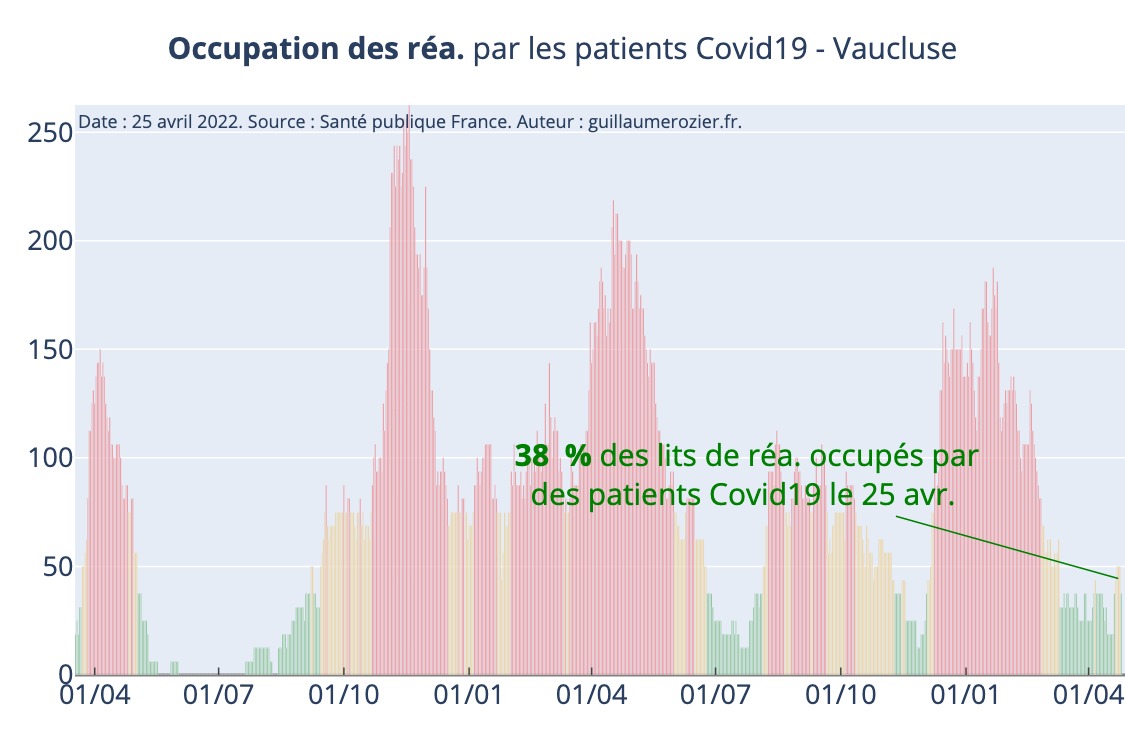 Occupation des réa. par les patients Covid19 - Vaucluse
Date : 25 avril 2022. Source : Santé publique France. Auteur : guillaumerozier.fr.
250
200
150
100
50
0
38 % des lits de réa. occupés par
des patients Covid19 le 25 avr.
01/04 01/07 01/10 01/01 01/04 01/07 01/10 01/01 01/04